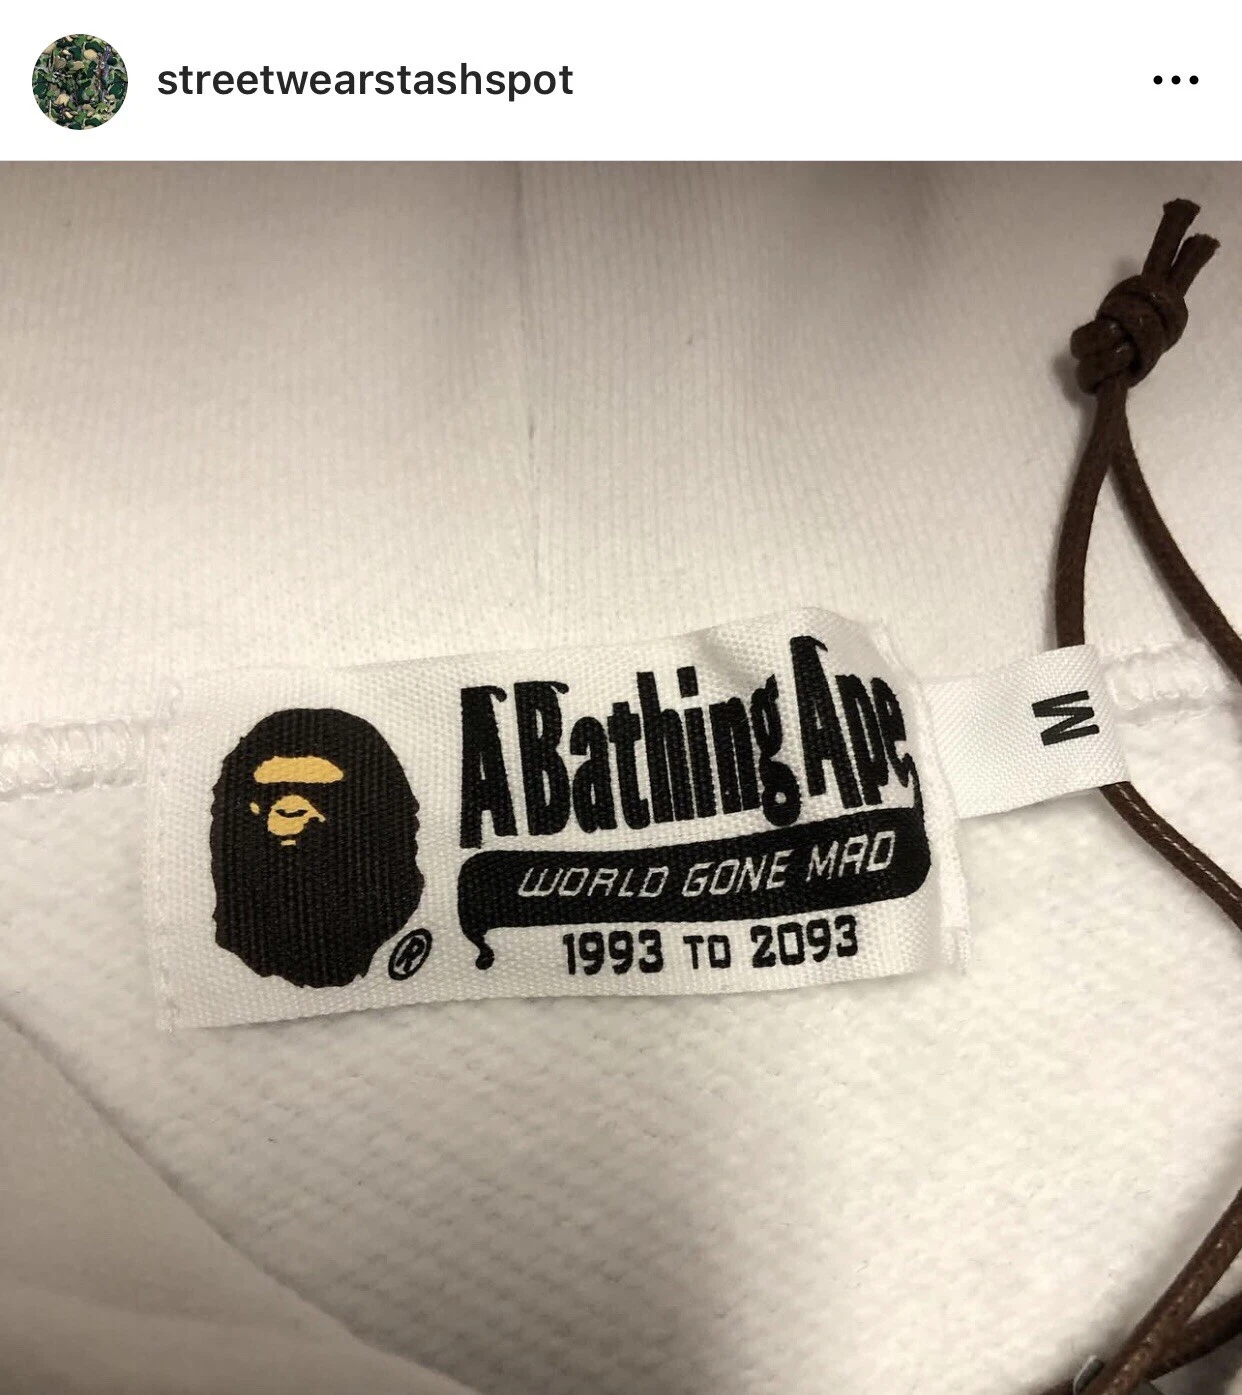 streetwearstashspot
A Bathing Ape
WORLD GONE MAD
®
1993 TO 2093
M